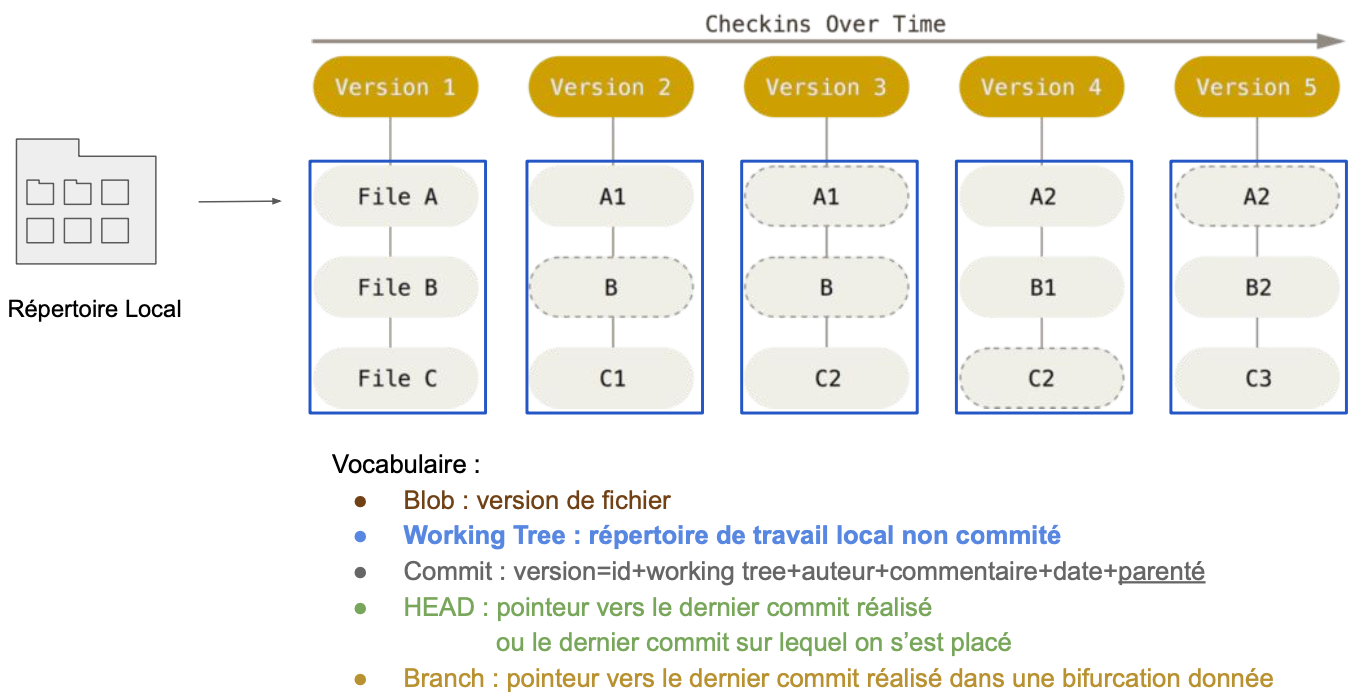 Checkins Over Time
Version 1 Version 2 Version 3 Version 4 Version 5
File A A1 A1 A2 A2
File B B B B1 B2
Répertoire Local
File C C1 C2 C2 C3
Vocabulaire :
● Blob : version de fichier
● Working Tree : répertoire de travail local non commité
● Commit : version=id+working tree+auteur+commentaire+date+parenté
● HEAD : pointeur vers le dernier commit réalisé
ou le dernier commit sur lequel on s’est placé
● Branch : pointeur vers le dernier commit réalisé dans une bifurcation donnée